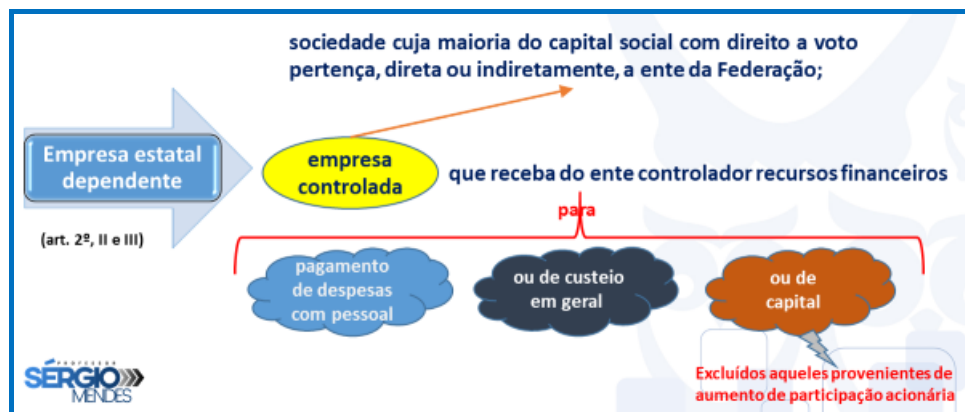 sociedade cuja maioria do capital social com direito a voto
pertença, direta ou indiretamente, a ente da Federação;
Empresa estatal
dependente
empresa
controlada
que receba do ente controlador recursos financeiros
(art. 2º, II e III)
para
pagamento
de despesas
com pessoal
ou de custeio
em geral
ou de
capital
Excluídos aqueles provenientes de
aumento de participação acionária
PROFESSOR
SÉRGIO
MENDES